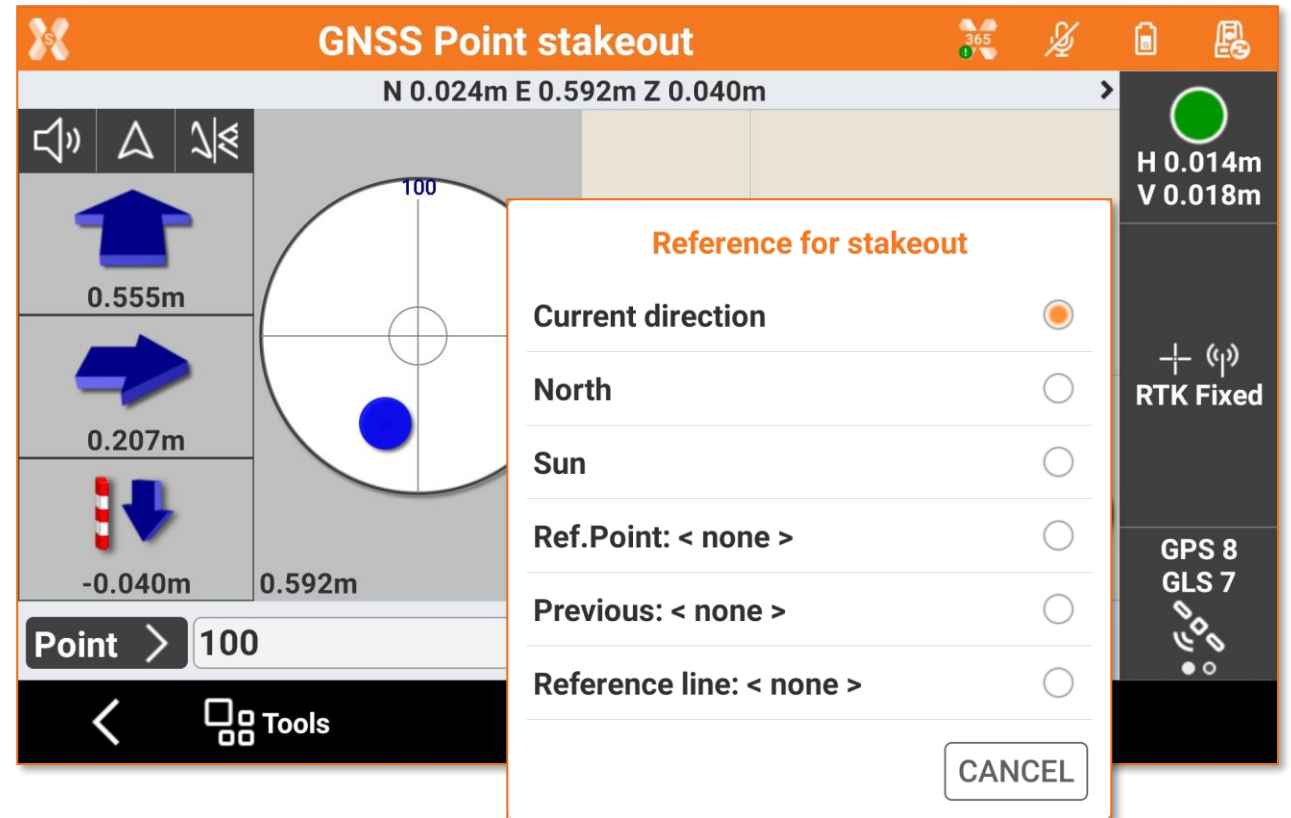 S
GNSS Point stakeout
365
N 0.024m E 0.592m Z 0.040m
H 0.014m
V 0.018m
100
0.555m
0.207m
-0.040m
0.592m
Reference for stakeout
Current direction
North
Sun
Ref.Point: < none >
Previous: < none >
Reference line: < none >
CANCEL
RTK Fixed
GPS 8
GLS 7
Point
100
Tools